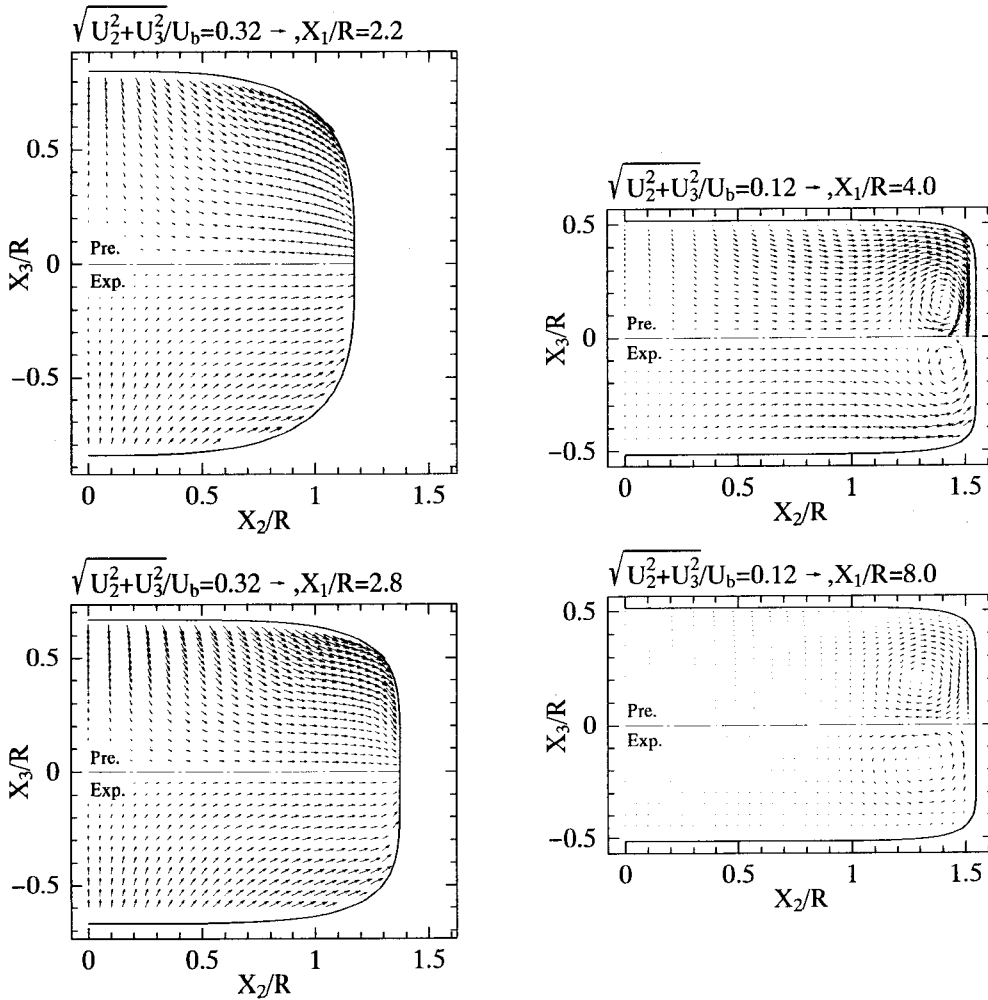 √U₂²+U₃²/U_b=0.32 → ,X₁/R=2.2
0.5
0
−0.5
X₃/R
Pre.
Exp.
0 0.5 1 1.5
X₂/R
√U₂²+U₃²/U_b=0.12 → ,X₁/R=4.0
0.5
0
−0.5
X₃/R
Pre.
Exp.
0 0.5 1 1.5
X₂/R
√U₂²+U₃²/U_b=0.32 → ,X₁/R=2.8
0.5
0
−0.5
X₃/R
Pre.
Exp.
0 0.5 1 1.5
X₂/R
√U₂²+U₃²/U_b=0.12 → ,X₁/R=8.0
0.5
0
−0.5
X₃/R
Pre.
Exp.
0 0.5 1 1.5
X₂/R